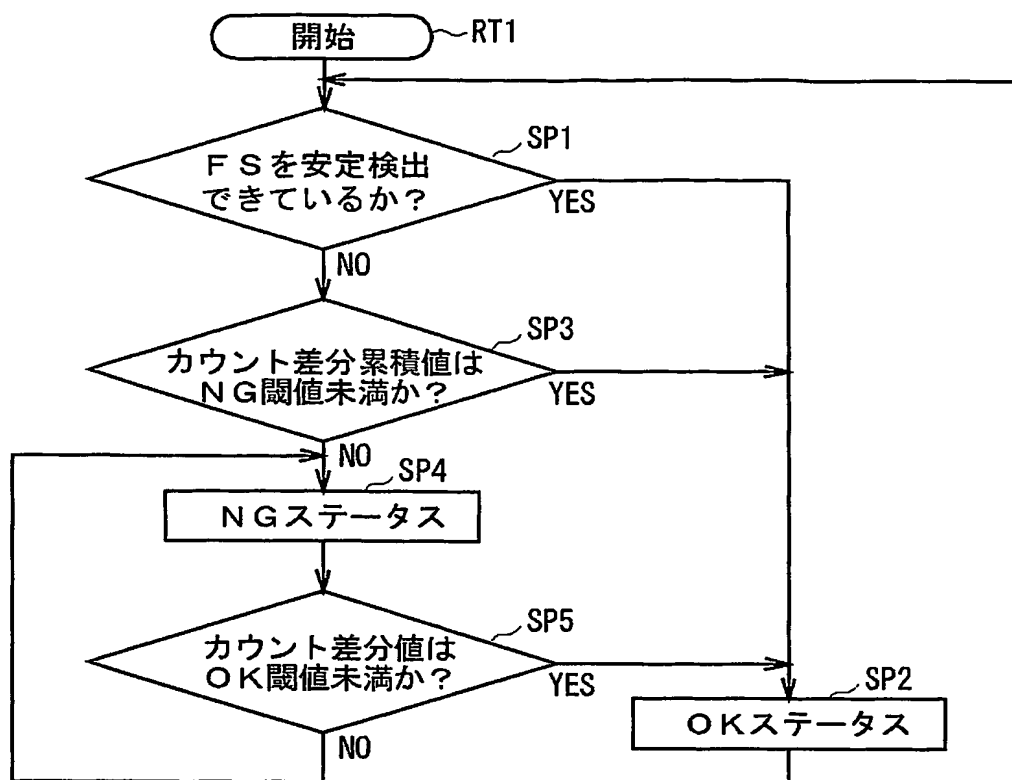 開始
RT1
SP1
ＦＳを安定検出
できているか？
YES
NO
SP3
カウント差分累積値は
ＮＧ閾値未満か？
YES
NO
SP4
ＮＧステータス
SP5
カウント差分値は
ＯＫ閾値未満か？
YES
NO
SP2
ＯＫステータス